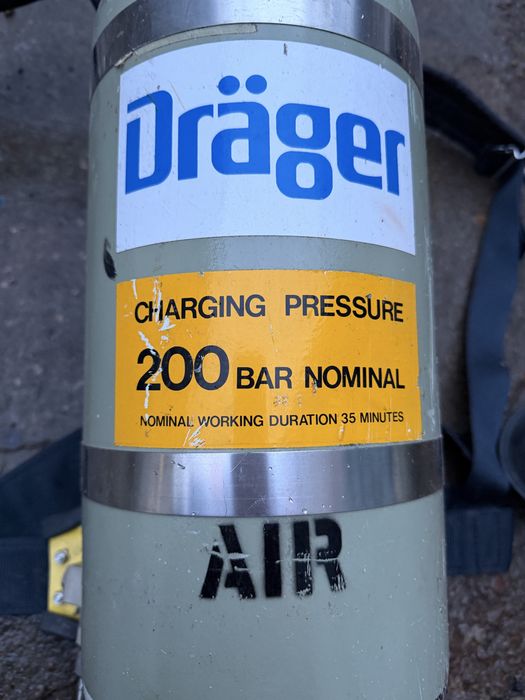 Dräger
CHARGING PRESSURE
200 BAR NOMINAL
NOMINAL WORKING DURATION 35 MINUTES
AIR